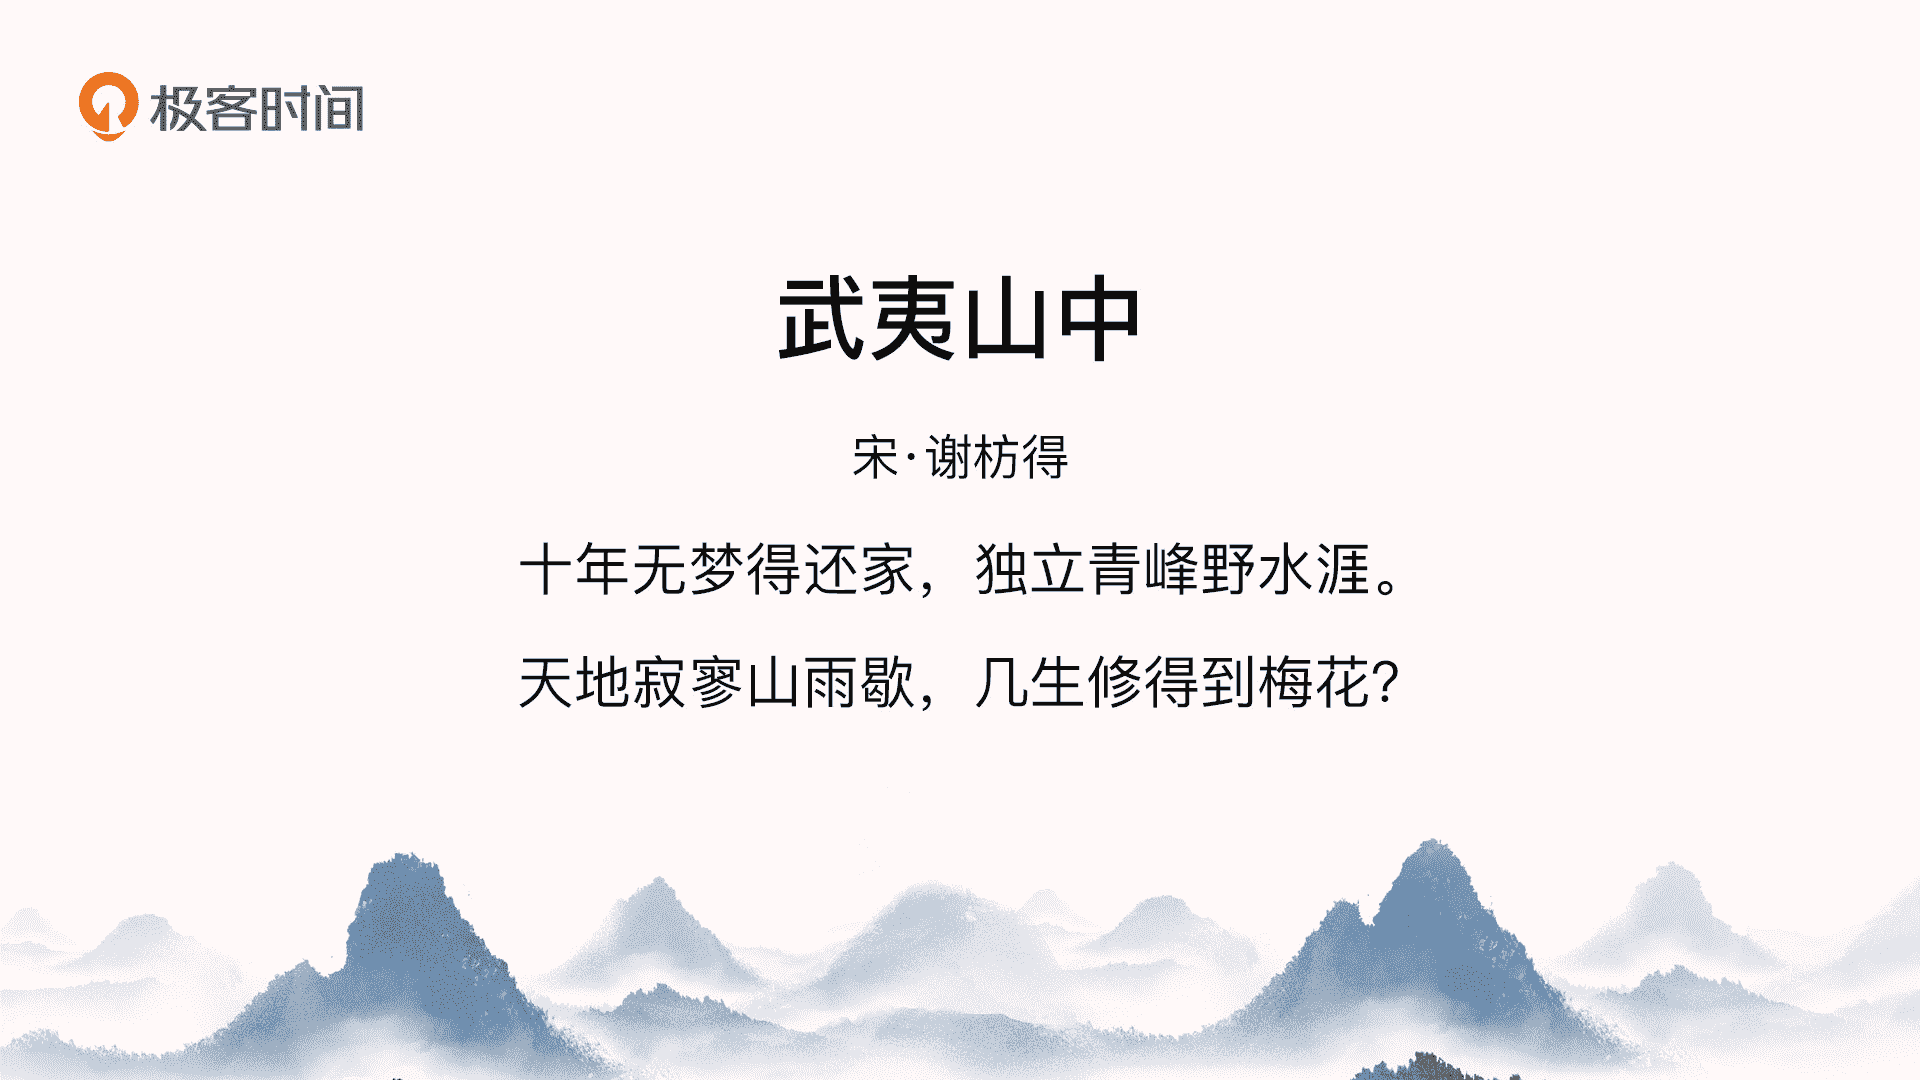 极客时间
武夷山中
宋·谢枋得
十年无梦得还家，独立青峰野水涯。
天地寂寥山雨歇，几生修得到梅花？